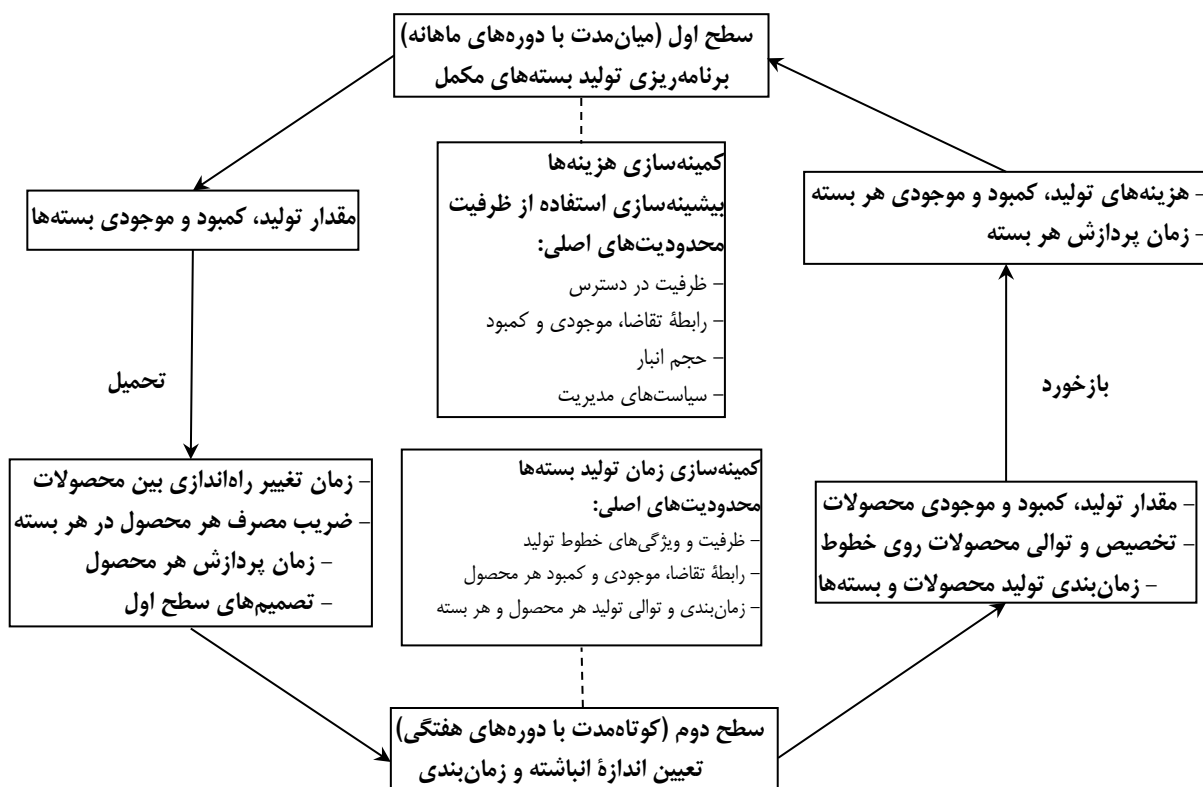 سطح اول (میان‌مدت با دوره‌های ماهانه)
برنامه‌ریزی تولید بسته‌های مکمل
کمینه‌سازی هزینه‌ها
بیشینه‌سازی استفاده از ظرفیت
محدودیت‌های اصلی:
- ظرفیت در دسترس
- رابطهٔ تقاضا، موجودی و کمبود
- حجم انبار
- سیاست‌های مدیریت
- هزینه‌های تولید، کمبود و موجودی هر بسته
- زمان پردازش هر بسته
مقدار تولید، کمبود و موجودی بسته‌ها
بازخورد
تحمیل
کمینه‌سازی زمان تولید بسته‌ها
محدودیت‌های اصلی:
- ظرفیت و ویژگی‌های خطوط تولید
- رابطهٔ تقاضا، موجودی و کمبود هر محصول
- زمان‌بندی و توالی تولید هر محصول و هر بسته
- مقدار تولید، کمبود و موجودی محصولات
- تخصیص و توالی محصولات روی خطوط
- زمان‌بندی تولید محصولات و بسته‌ها
- زمان تغییر راه‌اندازی بین محصولات
- ضریب مصرف هر محصول در هر بسته
- زمان پردازش هر محصول
- تصمیم‌های سطح اول
سطح دوم (کوتاه‌مدت با دوره‌های هفتگی)
تعیین اندازهٔ انباشته و زمان‌بندی